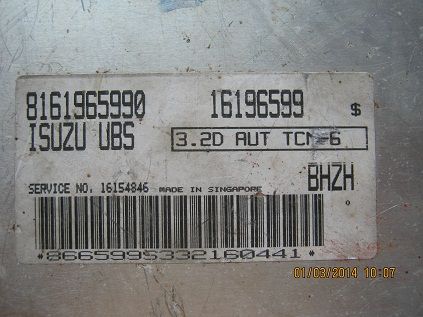 8161965990 16196599 $
ISUZU UBS 3.2D AUT TCM-6
SERVICE NO. 16154846 MADE IN SINGAPORE BHZH
*866599S332160441*
01/03/2014 10:07